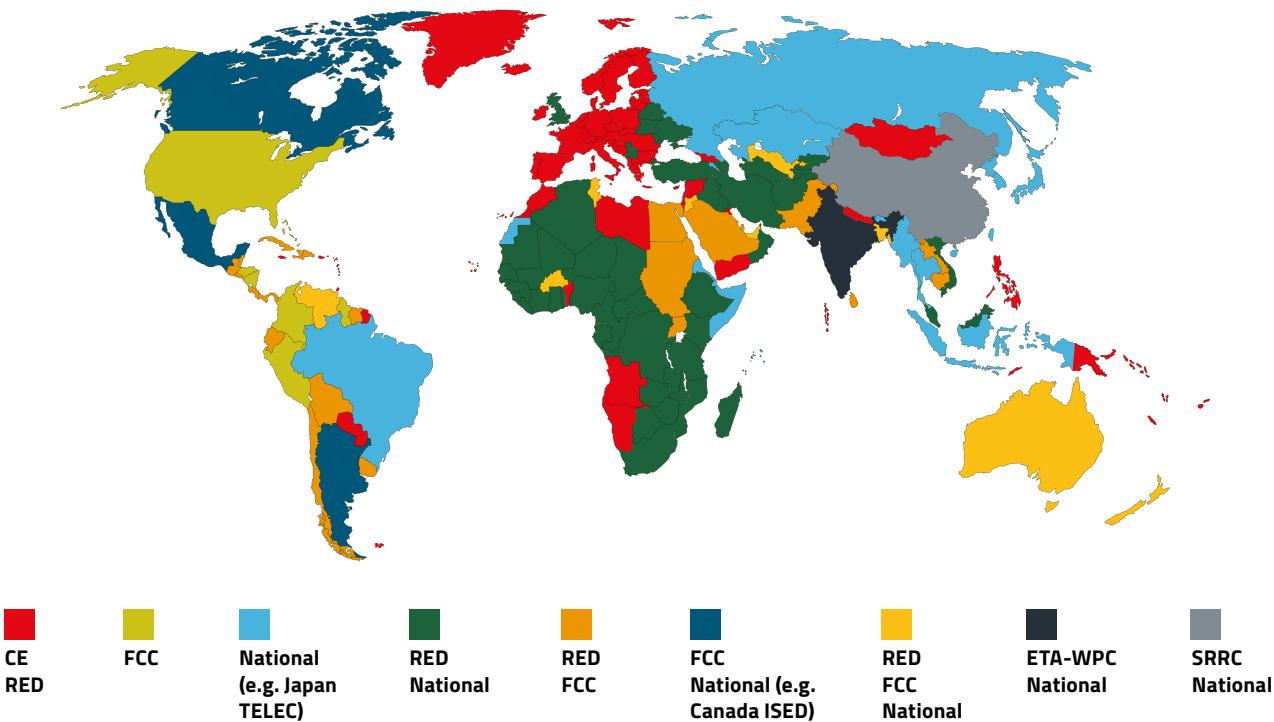 CE
RED
FCC
National
(e.g. Japan
TELEC)
RED
National
RED
FCC
FCC
National (e.g.
Canada ISED)
RED
FCC
National
ETA-WPC
National
SRRC
National